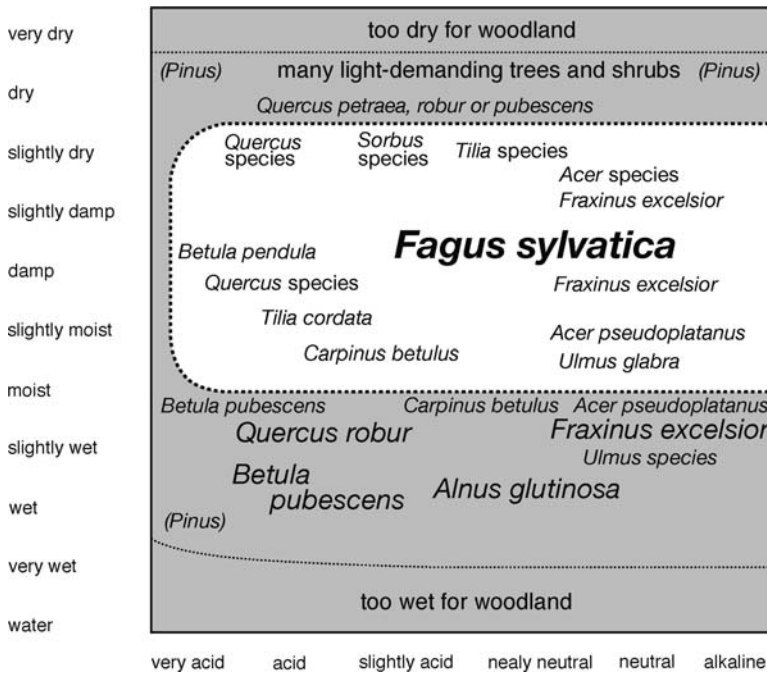 very dry
too dry for woodland
(Pinus) many light-demanding trees and shrubs (Pinus)
dry
Quercus petraea, robur or pubescens
slightly dry
Quercus species
Sorbus species
Tilia species
Acer species
slightly damp
Fraxinus excelsior
Fagus sylvatica
Betula pendula
damp
Quercus species
Fraxinus excelsior
Tilia cordata
slightly moist
Acer pseudoplatanus
Carpinus betulus
Ulmus glabra
moist
Betula pubescens Carpinus betulus Acer pseudoplatanus
Quercus robur
Fraxinus excelsior
slightly wet
Ulmus species
Betula
pubescens
Alnus glutinosa
wet
(Pinus)
very wet
too wet for woodland
water
very acid acid slightly acid nealy neutral neutral alkaline